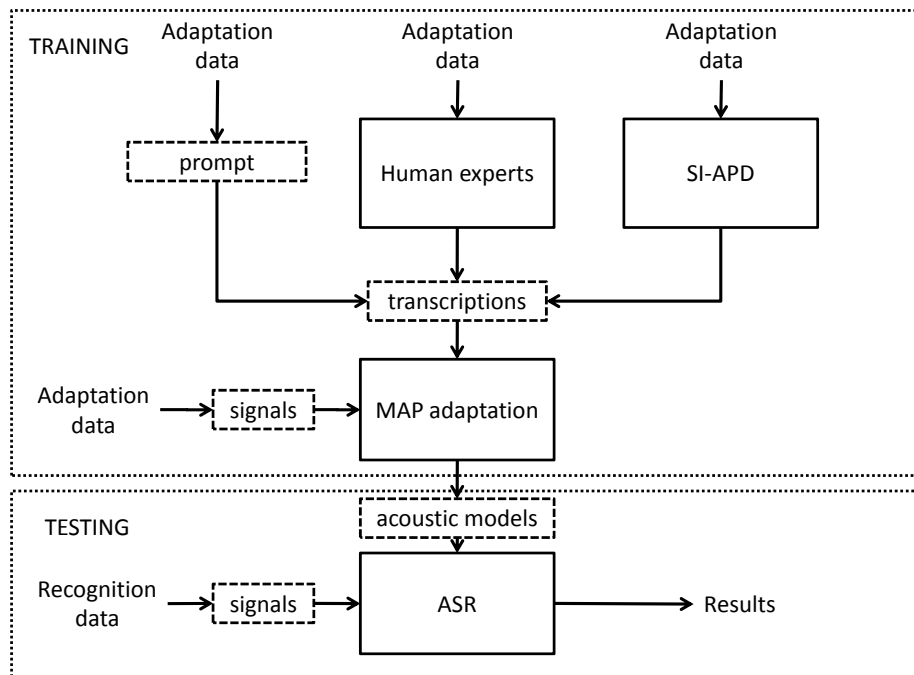 TRAINING
Adaptation
data
Adaptation
data
Adaptation
data
prompt
Human experts
SI-APD
transcriptions
Adaptation
data
signals
MAP adaptation
TESTING
acoustic models
Recognition
data
signals
ASR
Results